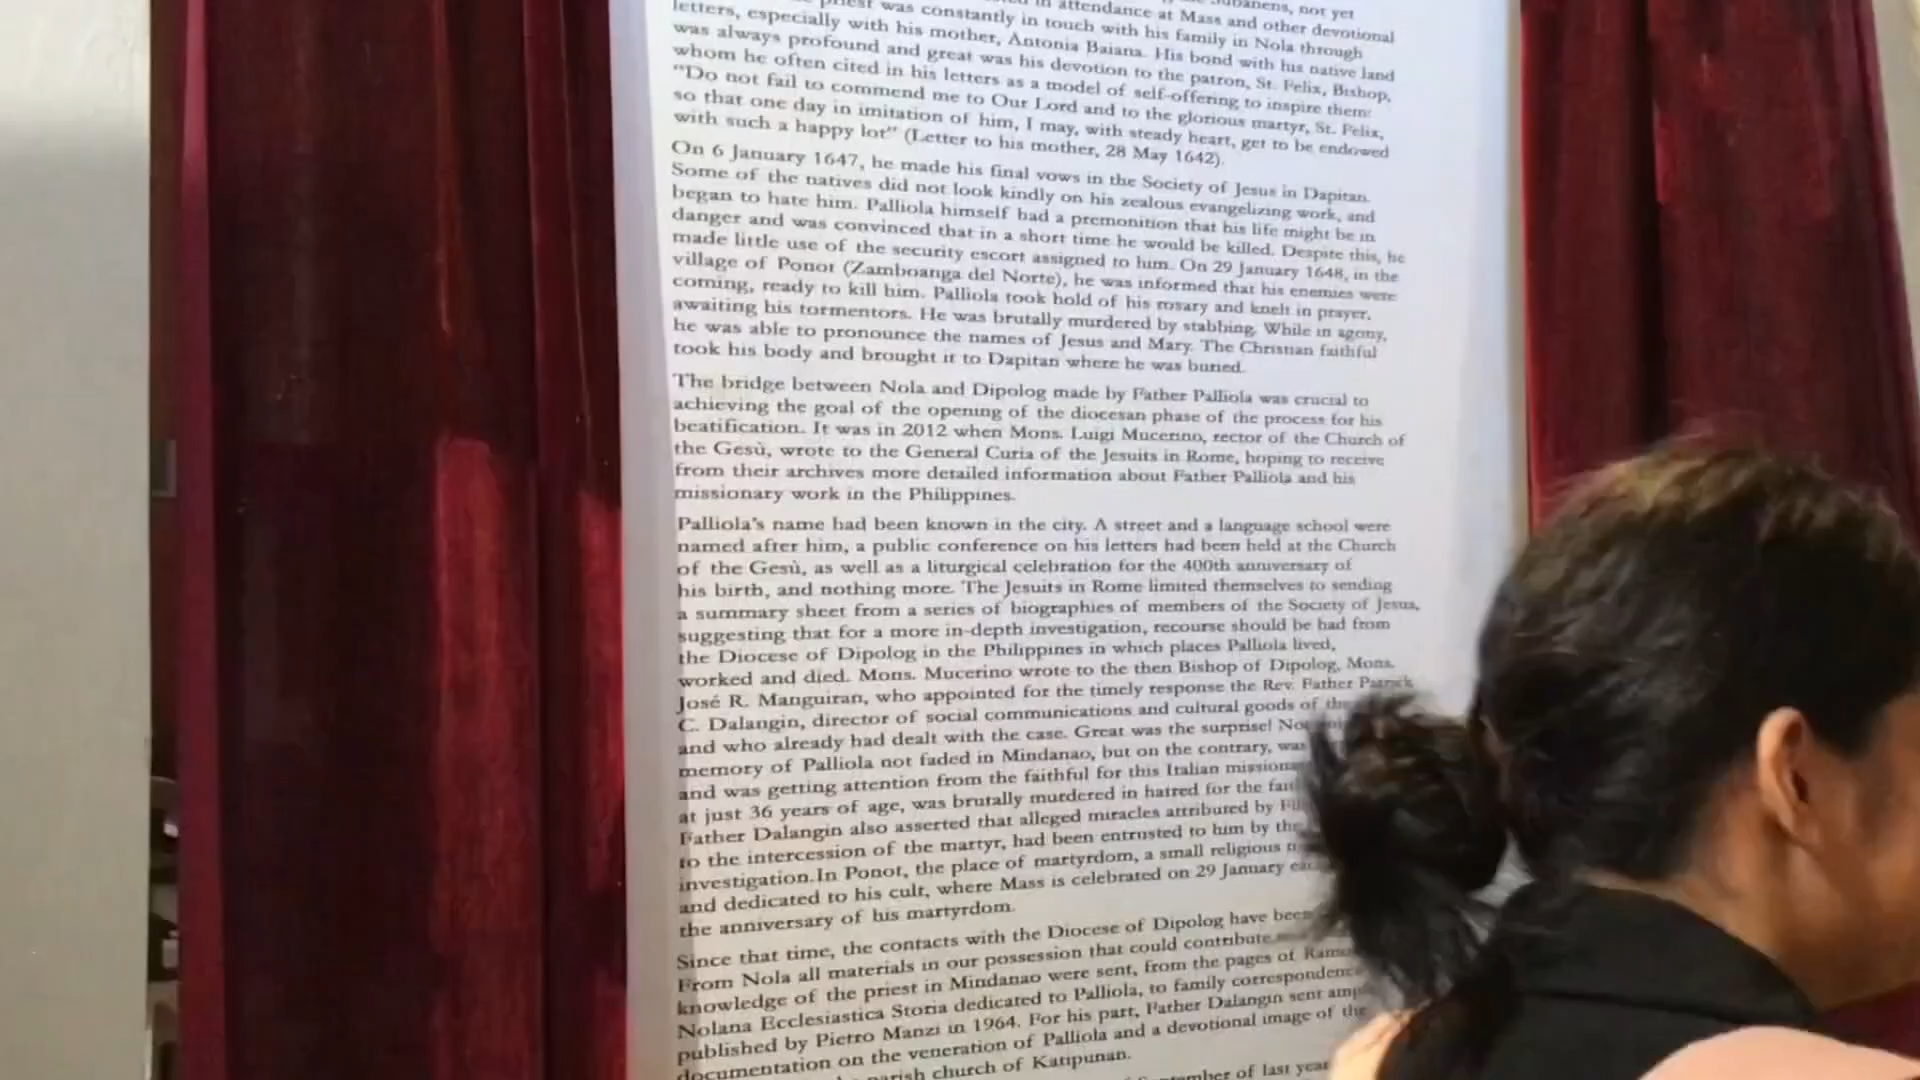 Subanens, not yet
in attendance at Mass and other devotional
priest was constantly in touch with his family in Nola through
letters, especially with his mother, Antonia Baiana. His bond with his native land
was always profound and great was his devotion to the patron, St. Felix, Bishop,
whom he often cited in his letters as a model of self-offering to inspire them:
"Do not fail to commend me to Our Lord and to the glorious martyr, St. Felix,
so that one day in imitation of him, I may, with steady heart, get to be endowed
with such a happy lot" (Letter to his mother, 28 May 1642).
On 6 January 1647, he made his final vows in the Society of Jesus in Dapitan.
Some of the natives did not look kindly on his zealous evangelizing work, and
began to hate him. Palliola himself had a premonition that his life might be in
danger and was convinced that in a short time he would be killed. Despite this, he
made little use of the security escort assigned to him. On 29 January 1648, in the
village of Ponot (Zamboanga del Norte), he was informed that his enemies were
coming, ready to kill him. Palliola took hold of his rosary and knelt in prayer,
awaiting his tormentors. He was brutally murdered by stabbing. While in agony,
he was able to pronounce the names of Jesus and Mary. The Christian faithful
took his body and brought it to Dapitan where he was buried.
The bridge between Nola and Dipolog made by Father Palliola was crucial to
achieving the goal of the opening of the diocesan phase of the process for his
beatification. It was in 2012 when Mons. Luigi Mucerino, rector of the Church of
the Gesù, wrote to the General Curia of the Jesuits in Rome, hoping to receive
from their archives more detailed information about Father Palliola and his
missionary work in the Philippines.
Palliola's name had been known in the city. A street and a language school were
named after him, a public conference on his letters had been held at the Church
of the Gesù, as well as a liturgical celebration for the 400th anniversary of
his birth, and nothing more. The Jesuits in Rome limited themselves to sending
a summary sheet from a series of biographies of members of the Society of Jesus,
suggesting that for a more in-depth investigation, recourse should be had from
the Diocese of Dipolog in the Philippines in which places Palliola lived,
worked and died. Mons. Mucerino wrote to the then Bishop of Dipolog, Mons.
José R. Manguiran, who appointed for the timely response the Rev. Father Patrick
C. Dalangin, director of social communications and cultural goods of the
and who already had dealt with the case. Great was the surprise! Not
memory of Palliola not faded in Mindanao, but on the contrary, was
and was getting attention from the faithful for this Italian
at just 36 years of age, was brutally murdered in hatred for the
Father Dalangin also asserted that alleged miracles attributed by
to the intercession of the martyr, had been entrusted to him by the
investigation. In Ponot, the place of martyrdom, a small religious
and dedicated to his cult, where Mass is celebrated on 29 January
the anniversary of his martyrdom.
Since that time, the contacts with the Diocese of Dipolog have been
From Nola all materials in our possession that could contribute
knowledge of the priest in Mindanao were sent, from the pages of
Nolana Ecclesiastica Storia dedicated to Palliola, to family correspondence
published by Pietro Manzi in 1964. For his part, Father Dalangin sent
documentation on the veneration of Palliola and a devotional image of the
parish church of Katipunan.
of last year